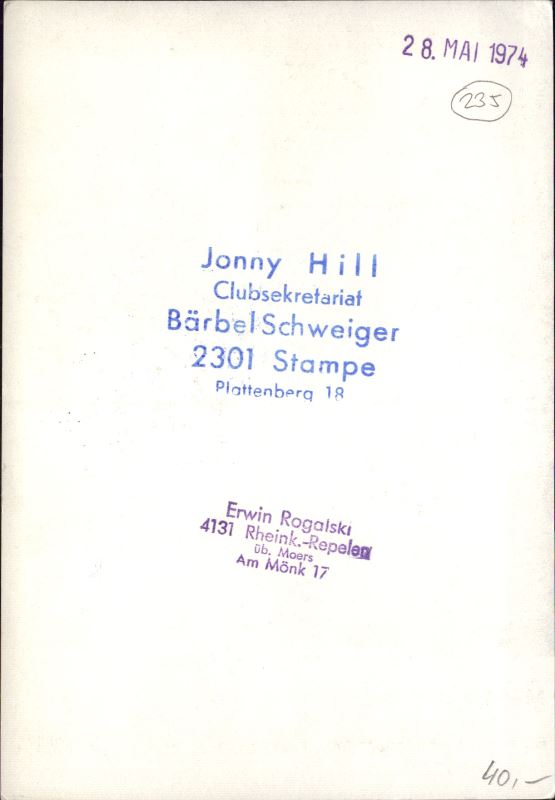 28. MAI 1974
235
Jonny Hill
Clubsekretariat
Bärbel Schweiger
2301 Stampe
Plattenberg 18
Erwin Rogalski
4131 Rheink.-Repelen
üb. Moers
Am Mönk 17
40,-